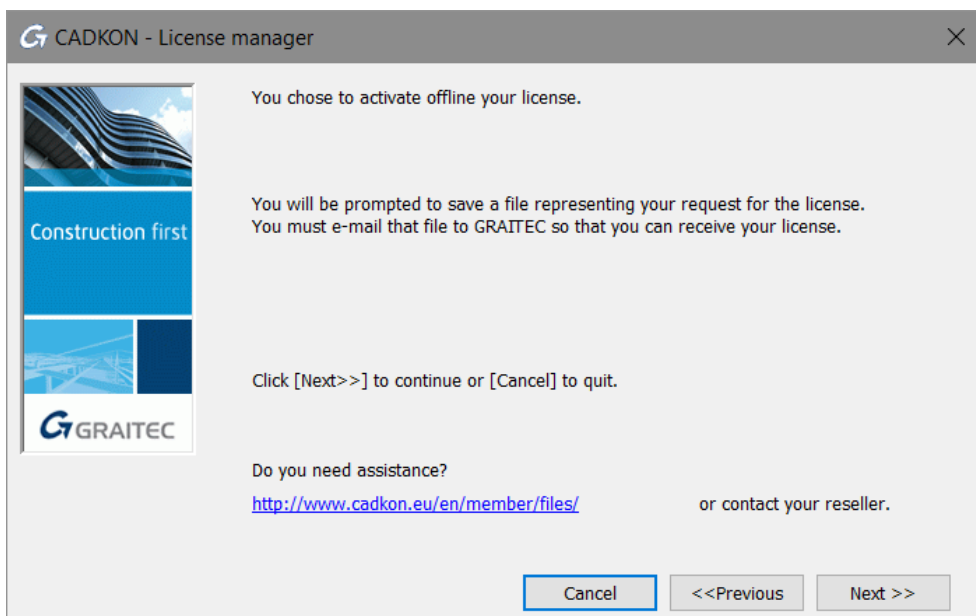 CADKON - License manager
You chose to activate offline your license.
You will be prompted to save a file representing your request for the license.
You must e-mail that file to GRAITEC so that you can receive your license.
Construction first
Click [Next>>] to continue or [Cancel] to quit.
GRAITEC
Do you need assistance?
http://www.cadkon.eu/en/member/files/ or contact your reseller.
Cancel <<Previous Next >>